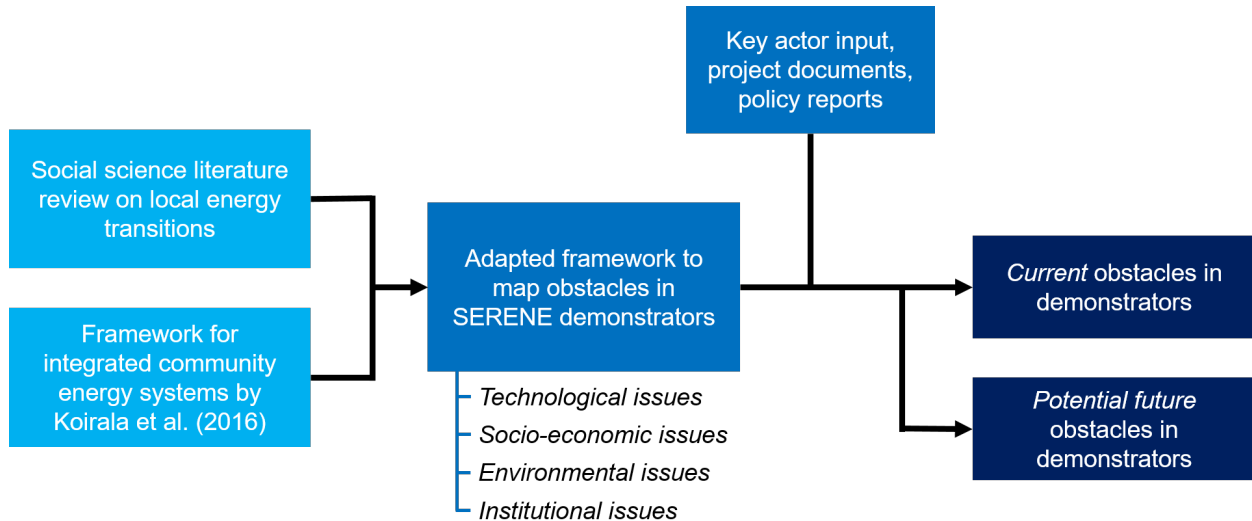 Social science literature
review on local energy
transitions
Framework for
integrated community
energy systems by
Koirala et al. (2016)
Adapted framework to
map obstacles in
SERENE demonstrators
Technological issues
Socio-economic issues
Environmental issues
Institutional issues
Key actor input,
project documents,
policy reports
Current obstacles in
demonstrators
Potential future
obstacles in
demonstrators